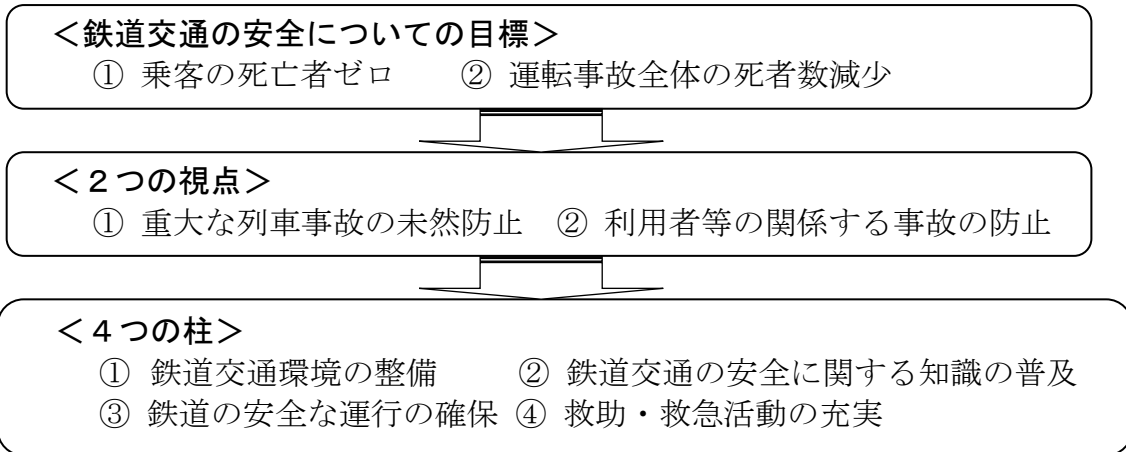 ＜鉄道交通の安全についての目標＞
① 乗客の死亡者ゼロ　② 運転事故全体の死者数減少
＜２つの視点＞
① 重大な列車事故の未然防止　② 利用者等の関係する事故の防止
＜４つの柱＞
① 鉄道交通環境の整備　② 鉄道交通の安全に関する知識の普及
③ 鉄道の安全な運行の確保 ④ 救助・救急活動の充実